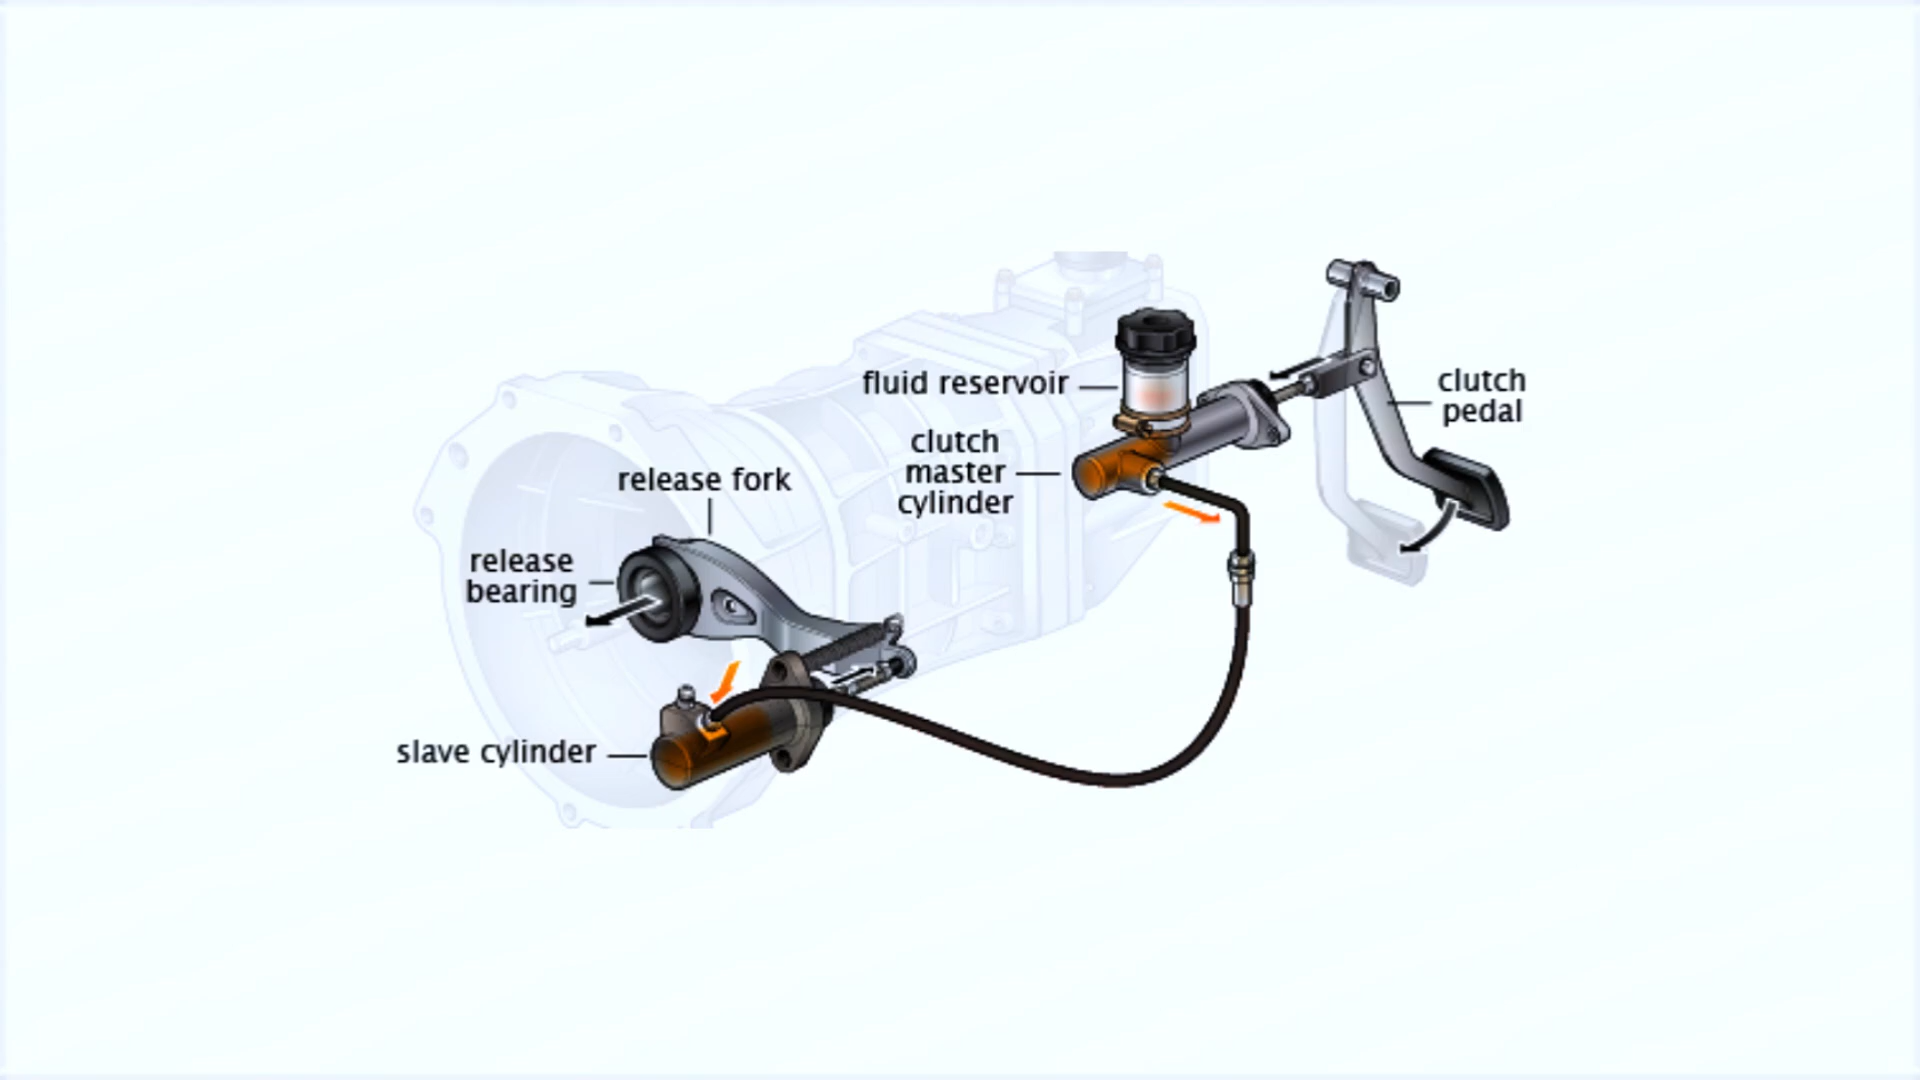 fluid reservoir
clutch
pedal
clutch
master
cylinder
release fork
release
bearing
slave cylinder